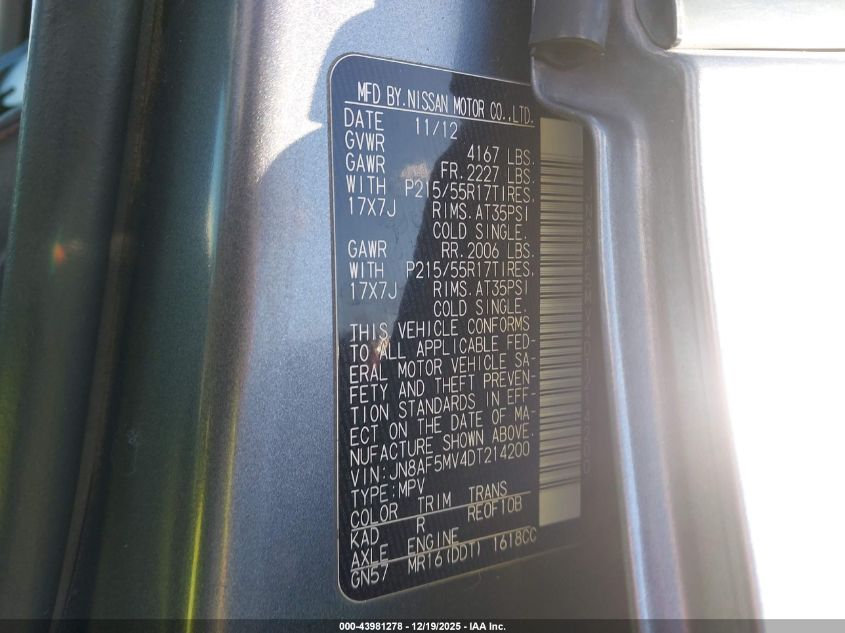 MFD BY.NISSAN MOTOR CO.,LTD.
DATE 11/12
GVWR 4167 LBS.
GAWR FR.2227 LBS.
WITH P215/55R17TIRES,
17X7J RIMS.AT35PSI
COLD SINGLE.
GAWR RR.2006 LBS.
WITH P215/55R17TIRES,
17X7J RIMS.AT35PSI
COLD SINGLE.
THIS VEHICLE CONFORMS
TO ALL APPLICABLE FED-
ERAL MOTOR VEHICLE SA-
FETY AND THEFT PREVEN-
TION STANDARDS IN EFF-
ECT ON THE DATE OF MA-
NUFACTURE SHOWN ABOVE.
VIN:JN8AF5MV4DT214200
TYPE:MPV
COLOR TRIM TRANS
KAD R REOF10B
AXLE ENGINE
GN57 MR16(DDT) 1618CC
000-43981278 - 12/19/2025 - IAA Inc.